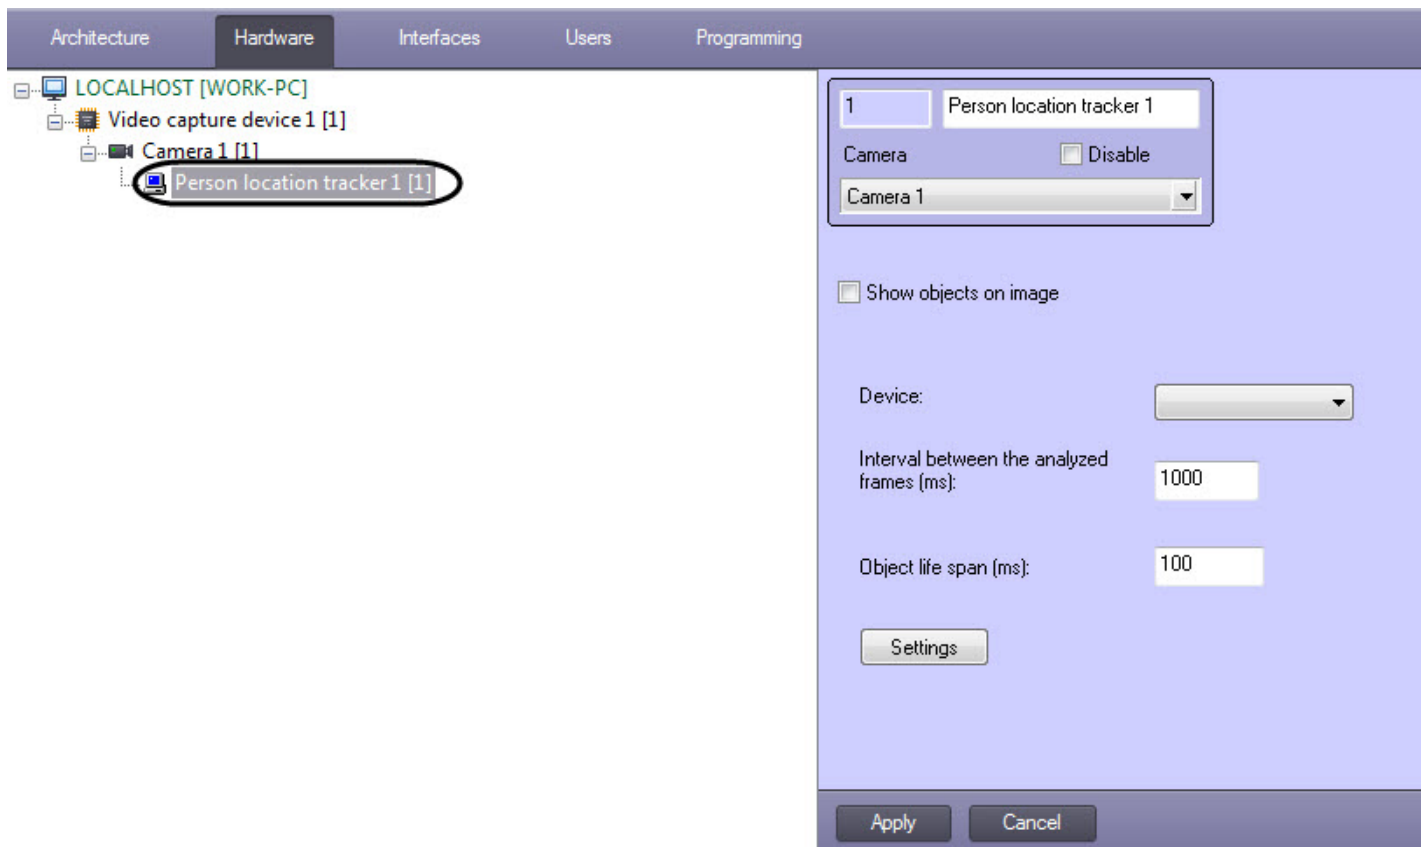 Architecture Hardware Interfaces Users Programming
LOCALHOST [WORK-PC]
Video capture device 1 [1]
Camera 1 [1]
Person location tracker 1 [1]
1 Person location tracker 1
Camera Disable
Camera 1
Show objects on image
Device:
Interval between the analyzed
frames (ms):
1000
Object life span (ms):
100
Settings
Apply Cancel